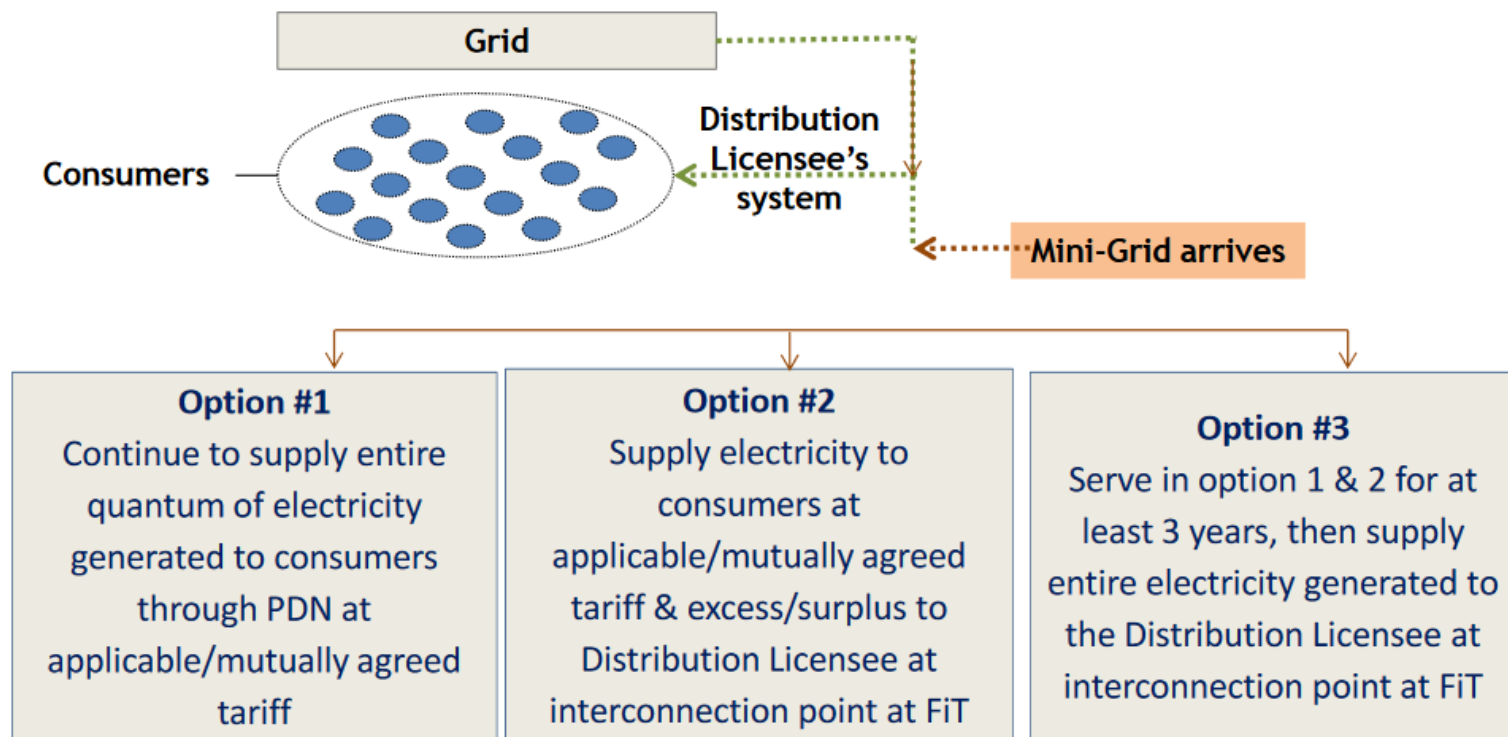 Grid
Distribution
Licensee's
system
Consumers
Mini-Grid arrives
Option #1
Continue to supply entire
quantum of electricity
generated to consumers
through PDN at
applicable/mutually agreed
tariff
Option #2
Supply electricity to
consumers at
applicable/mutually agreed
tariff & excess/surplus to
Distribution Licensee at
interconnection point at FiT
Option #3
Serve in option 1 & 2 for at
least 3 years, then supply
entire electricity generated to
the Distribution Licensee at
interconnection point at FiT